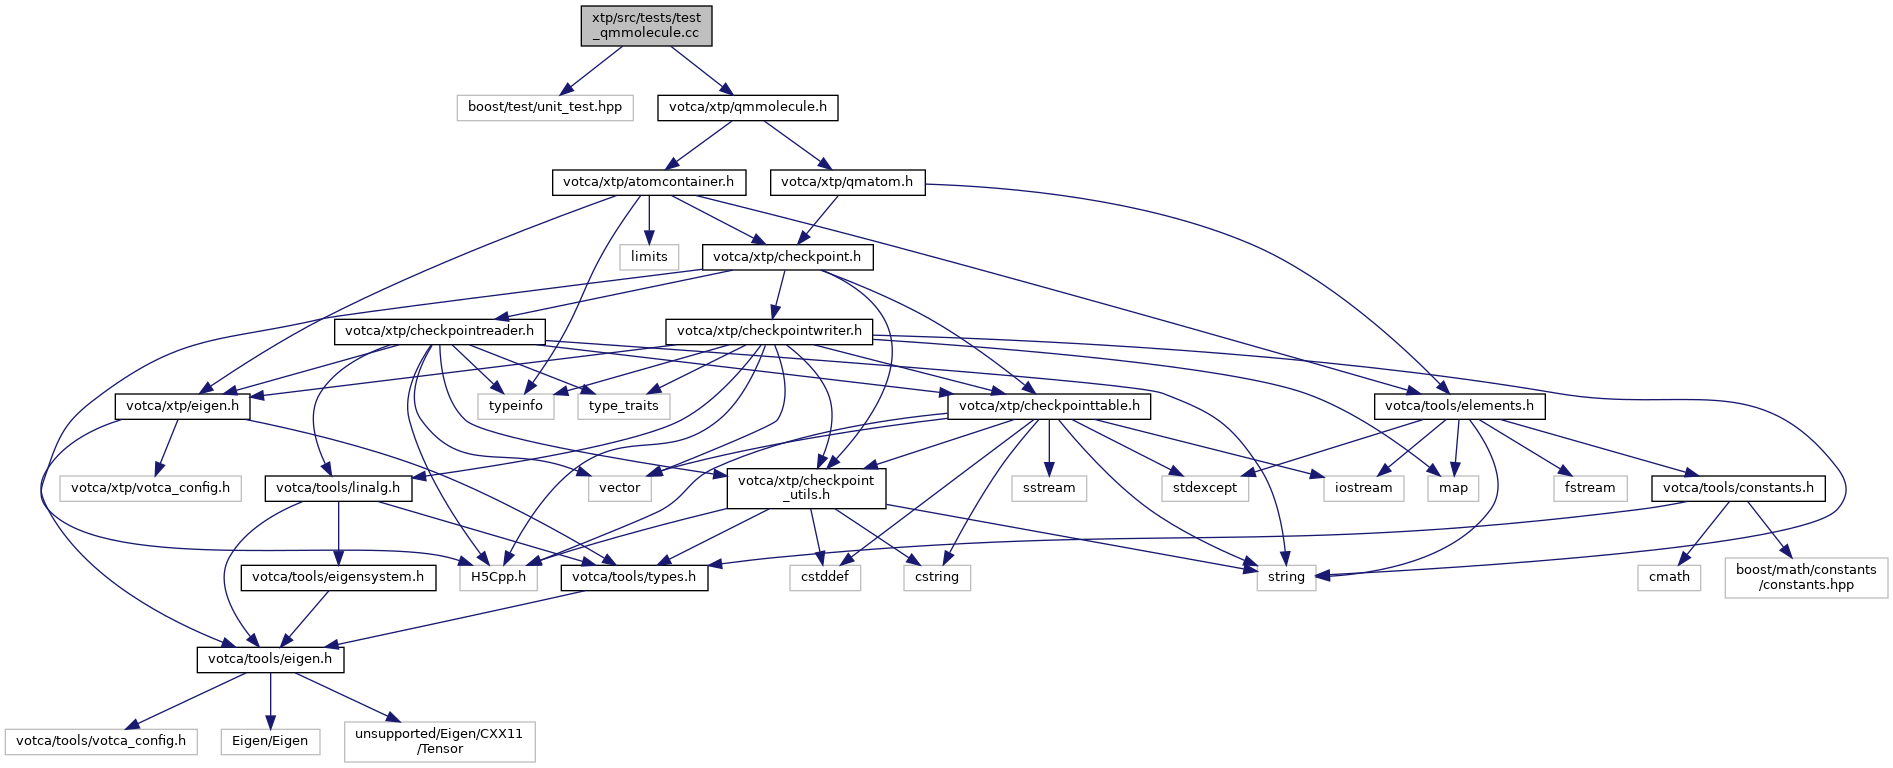 xtp/src/tests/test
_qmmolecule.cc
boost/test/unit_test.hpp
votca/xtp/qmmolecule.h
votca/xtp/atomcontainer.h
votca/xtp/qmatom.h
limits
votca/xtp/checkpoint.h
votca/xtp/checkpointreader.h
votca/xtp/checkpointwriter.h
votca/xtp/eigen.h
typeinfo
type_traits
votca/xtp/checkpointtable.h
votca/tools/elements.h
votca/xtp/votca_config.h
votca/tools/linalg.h
vector
votca/xtp/checkpoint
_utils.h
sstream
stdexcept
iostream
map
fstream
votca/tools/constants.h
votca/tools/eigensystem.h
H5Cpp.h
votca/tools/types.h
cstddef
cstring
string
cmath
boost/math/constants
/constants.hpp
votca/tools/eigen.h
votca/tools/votca_config.h
Eigen/Eigen
unsupported/Eigen/CXX11
/Tensor